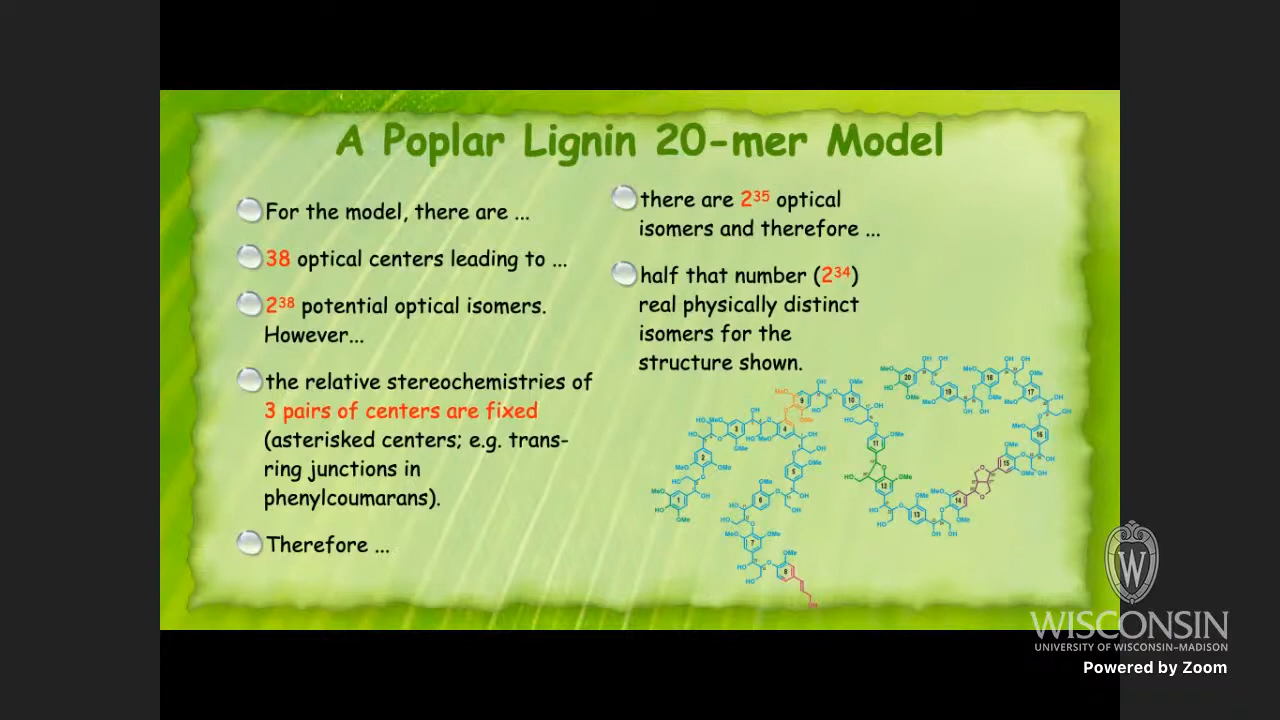 A Poplar Lignin 20-mer Model
For the model, there are ...
38 optical centers leading to ...
2³⁸ potential optical isomers.
However...
the relative stereochemistries of
3 pairs of centers are fixed
(asterisked centers; e.g. trans-
ring junctions in
phenylcoumarans).
Therefore ...
there are 2³⁵ optical
isomers and therefore ...
half that number (2³⁴)
real physically distinct
isomers for the
structure shown.
WISCONSIN
UNIVERSITY OF WISCONSIN–MADISON
Powered by Zoom